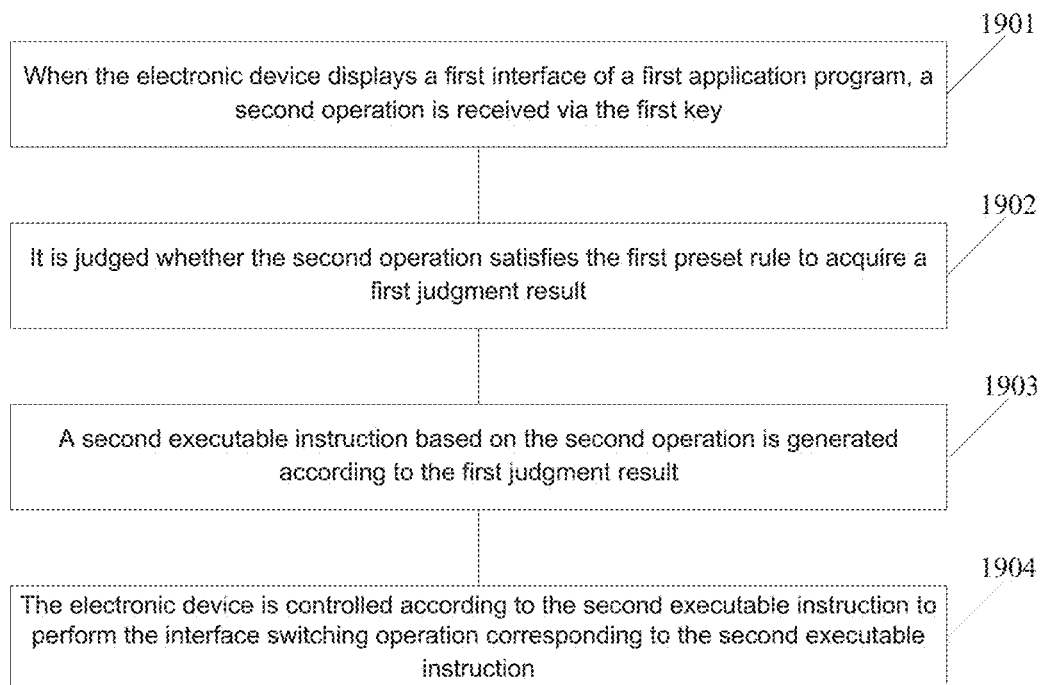 1901
When the electronic device displays a first interface of a first application program, a
second operation is received via the first key
1902
It is judged whether the second operation satisfies the first preset rule to acquire a
first judgment result
1903
A second executable instruction based on the second operation is generated
according to the first judgment result
1904
The electronic device is controlled according to the second executable instruction to
perform the interface switching operation corresponding to the second executable
instruction